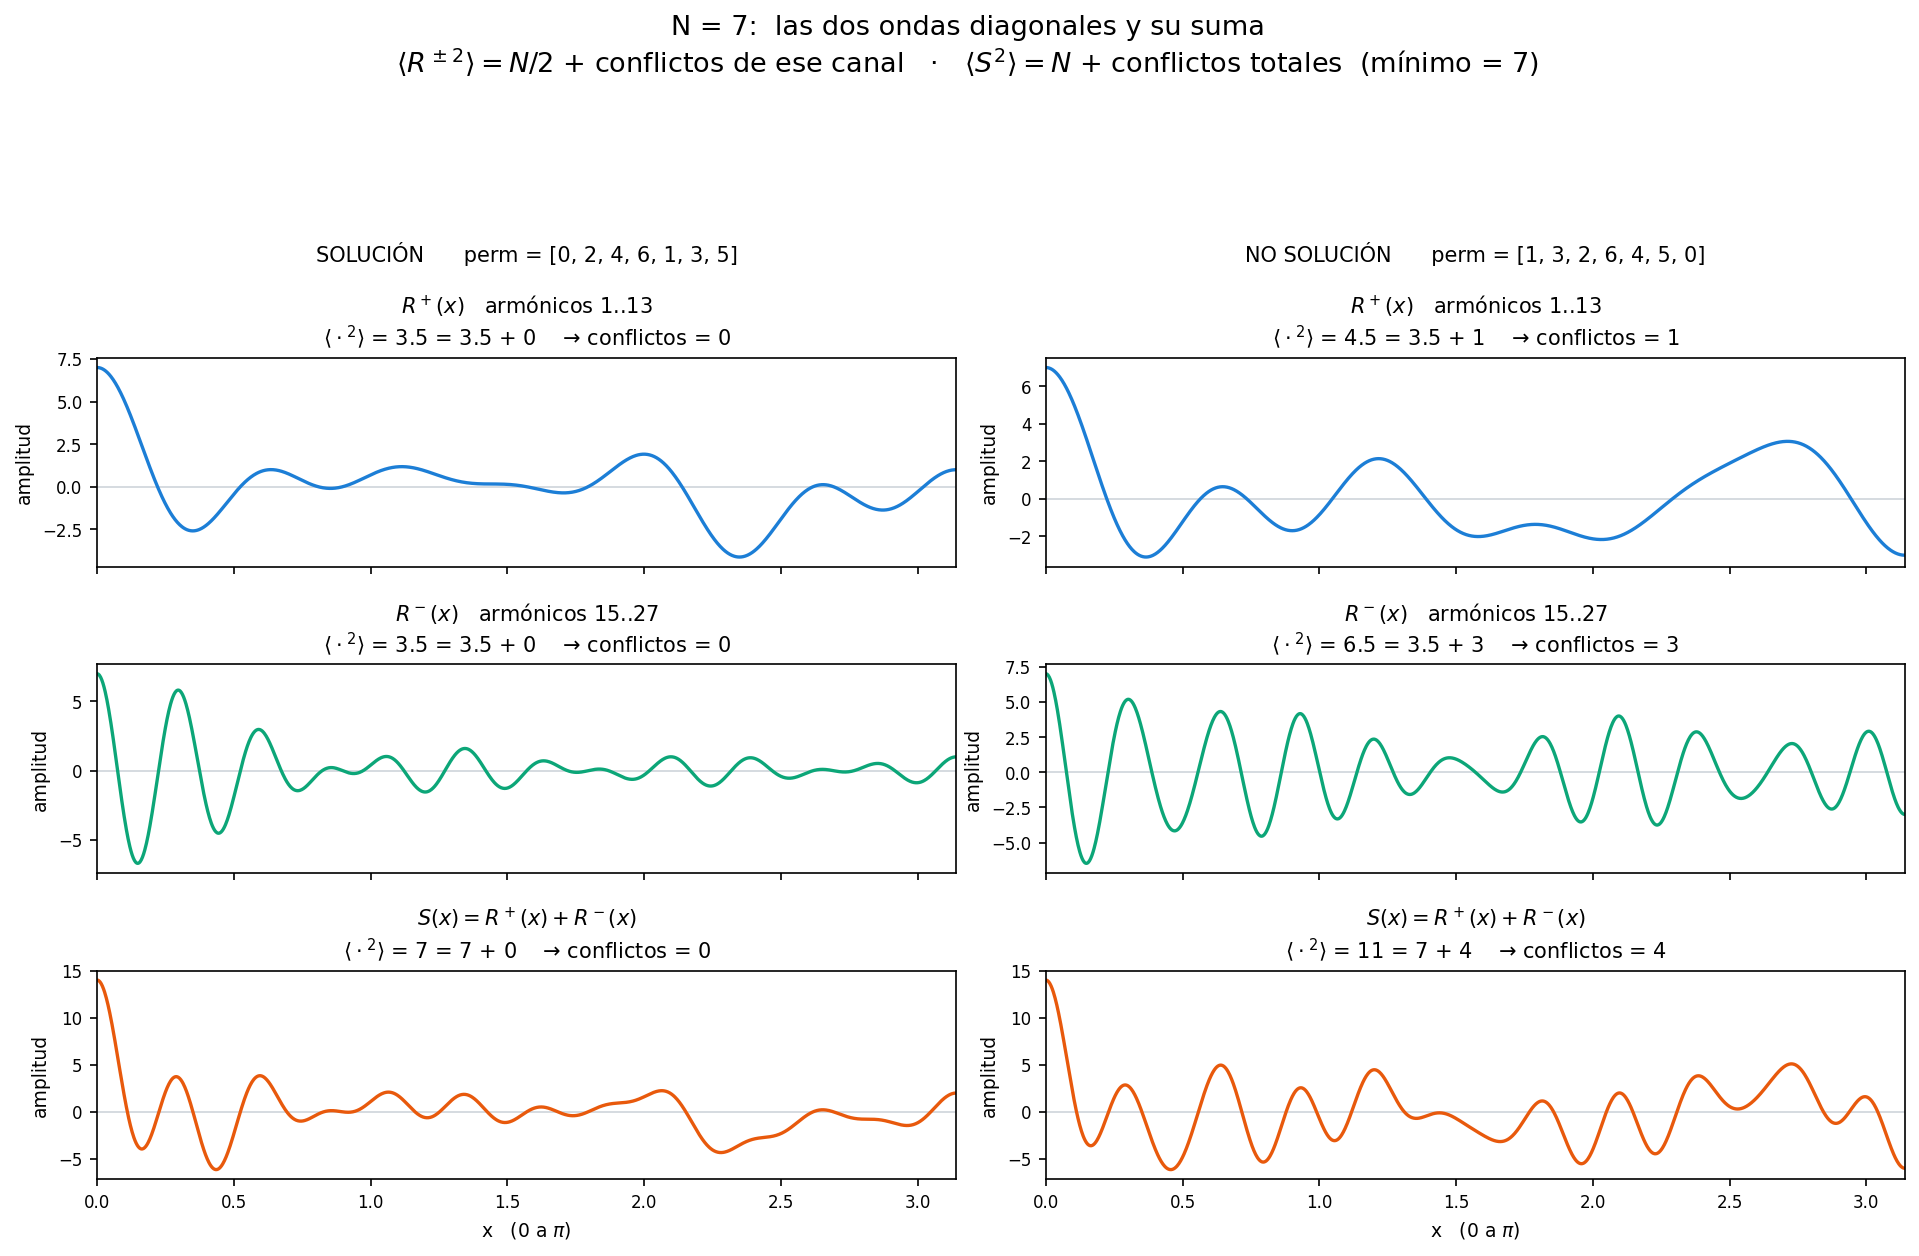 N = 7:  las dos ondas diagonales y su suma
⟨R^{±2}⟩ = N/2 + conflictos de ese canal   ·   ⟨S²⟩ = N + conflictos totales  (mínimo = 7)
SOLUCIÓN      perm = [0, 2, 4, 6, 1, 3, 5]
R⁺(x)   armónicos 1..13
⟨·²⟩ = 3.5 = 3.5 + 0    → conflictos = 0
amplitud
7.5
5.0
2.5
0.0
−2.5
NO SOLUCIÓN      perm = [1, 3, 2, 6, 4, 5, 0]
R⁺(x)   armónicos 1..13
⟨·²⟩ = 4.5 = 3.5 + 1    → conflictos = 1
amplitud
6
4
2
0
−2
R⁻(x)   armónicos 15..27
⟨·²⟩ = 3.5 = 3.5 + 0    → conflictos = 0
amplitud
5
0
−5
R⁻(x)   armónicos 15..27
⟨·²⟩ = 6.5 = 3.5 + 3    → conflictos = 3
amplitud
7.5
5.0
2.5
0.0
−2.5
−5.0
S(x) = R⁺(x) + R⁻(x)
⟨·²⟩ = 7 = 7 + 0    → conflictos = 0
amplitud
15
10
5
0
−5
0.0 0.5 1.0 1.5 2.0 2.5 3.0
x   (0 a π)
S(x) = R⁺(x) + R⁻(x)
⟨·²⟩ = 11 = 7 + 4    → conflictos = 4
amplitud
15
10
5
0
−5
0.0 0.5 1.0 1.5 2.0 2.5 3.0
x   (0 a π)